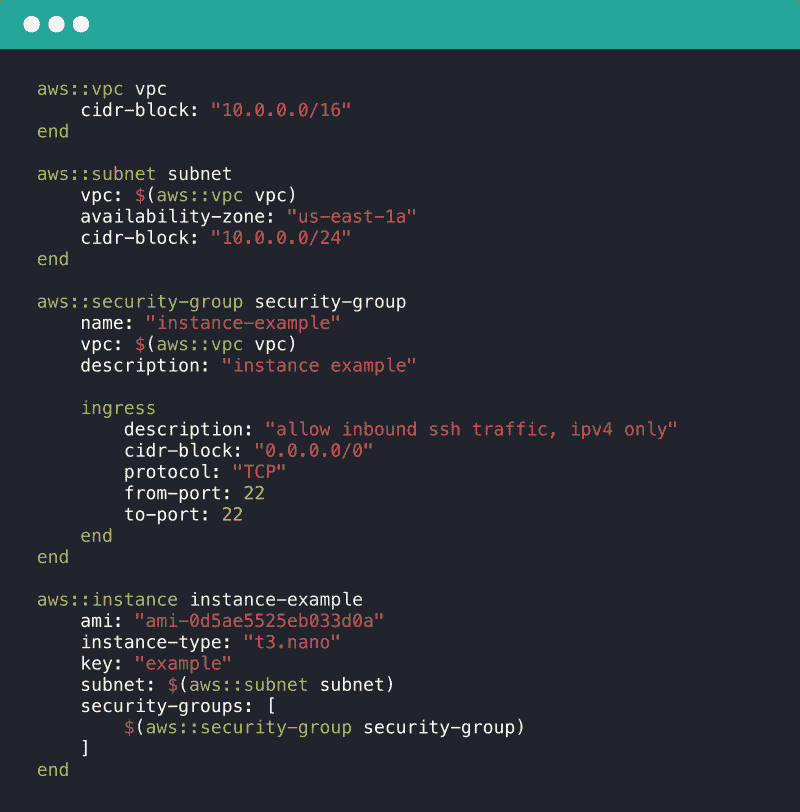 aws::vpc vpc
    cidr-block: "10.0.0.0/16"
end

aws::subnet subnet
    vpc: $(aws::vpc vpc)
    availability-zone: "us-east-1a"
    cidr-block: "10.0.0.0/24"
end

aws::security-group security-group
    name: "instance-example"
    vpc: $(aws::vpc vpc)
    description: "instance example"

    ingress
        description: "allow inbound ssh traffic, ipv4 only"
        cidr-block: "0.0.0.0/0"
        protocol: "TCP"
        from-port: 22
        to-port: 22
    end
end

aws::instance instance-example
    ami: "ami-0d5ae5525eb033d0a"
    instance-type: "t3.nano"
    key: "example"
    subnet: $(aws::subnet subnet)
    security-groups: [
        $(aws::security-group security-group)
    ]
end